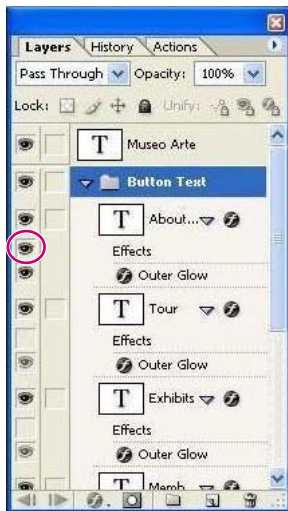 Layers History Actions
Pass Through Opacity: 100%
Lock: Unify:
T Museo Arte
Button Text
T About...
Effects
Outer Glow
T Tour
Effects
Outer Glow
T Exhibits
Effects
Outer Glow
T Memb